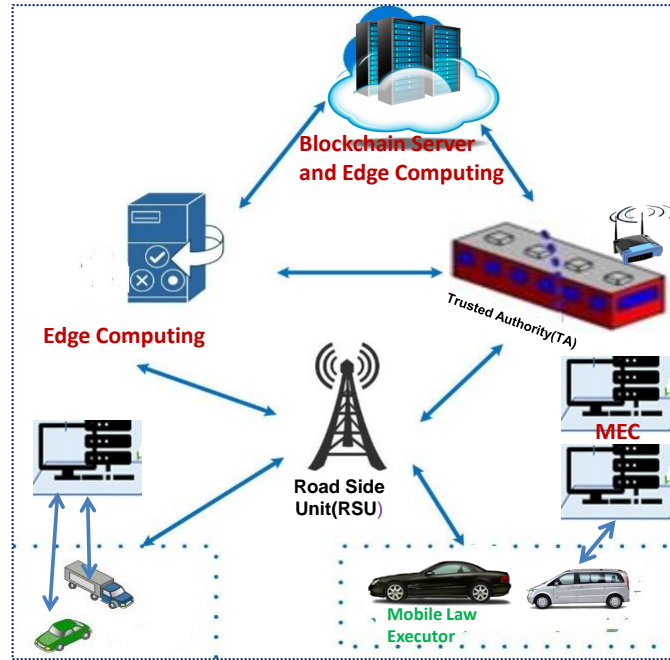 Blockchain Server
and Edge Computing
Trusted Authority(TA)
Edge Computing
MEC
Road Side
Unit(RSU)
Mobile Law
Executor